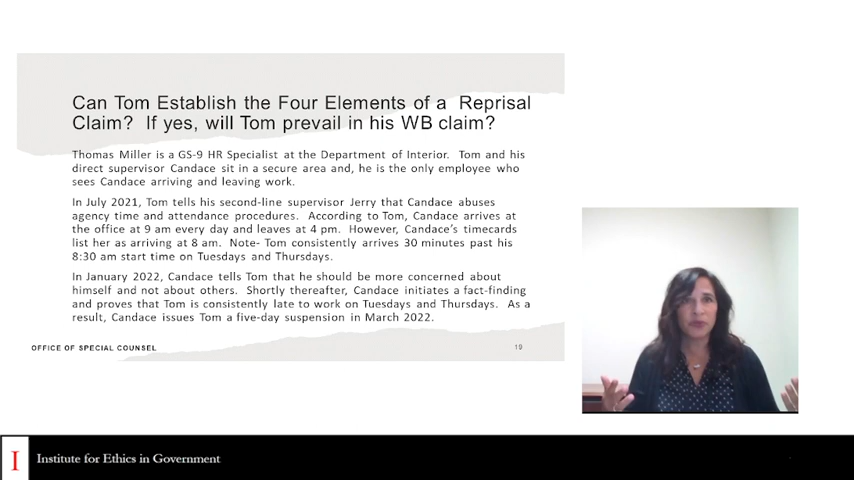 Can Tom Establish the Four Elements of a Reprisal
Claim? If yes, will Tom prevail in his WB claim?
Thomas Miller is a GS-9 HR Specialist at the Department of Interior. Tom and his
direct supervisor Candace sit in a secure area and, he is the only employee who
sees Candace arriving and leaving work.
In July 2021, Tom tells his second-line supervisor Jerry that Candace abuses
agency time and attendance procedures. According to Tom, Candace arrives at
the office at 9 am every day and leaves at 4 pm. However, Candace's timecards
list her as arriving at 8 am. Note- Tom consistently arrives 30 minutes past his
8:30 am start time on Tuesdays and Thursdays.
In January 2022, Candace tells Tom that he should be more concerned about
himself and not about others. Shortly thereafter, Candace initiates a fact-finding
and proves that Tom is consistently late to work on Tuesdays and Thursdays. As a
result, Candace issues Tom a five-day suspension in March 2022.
OFFICE OF SPECIAL COUNSEL
19
I
Institute for Ethics in Government